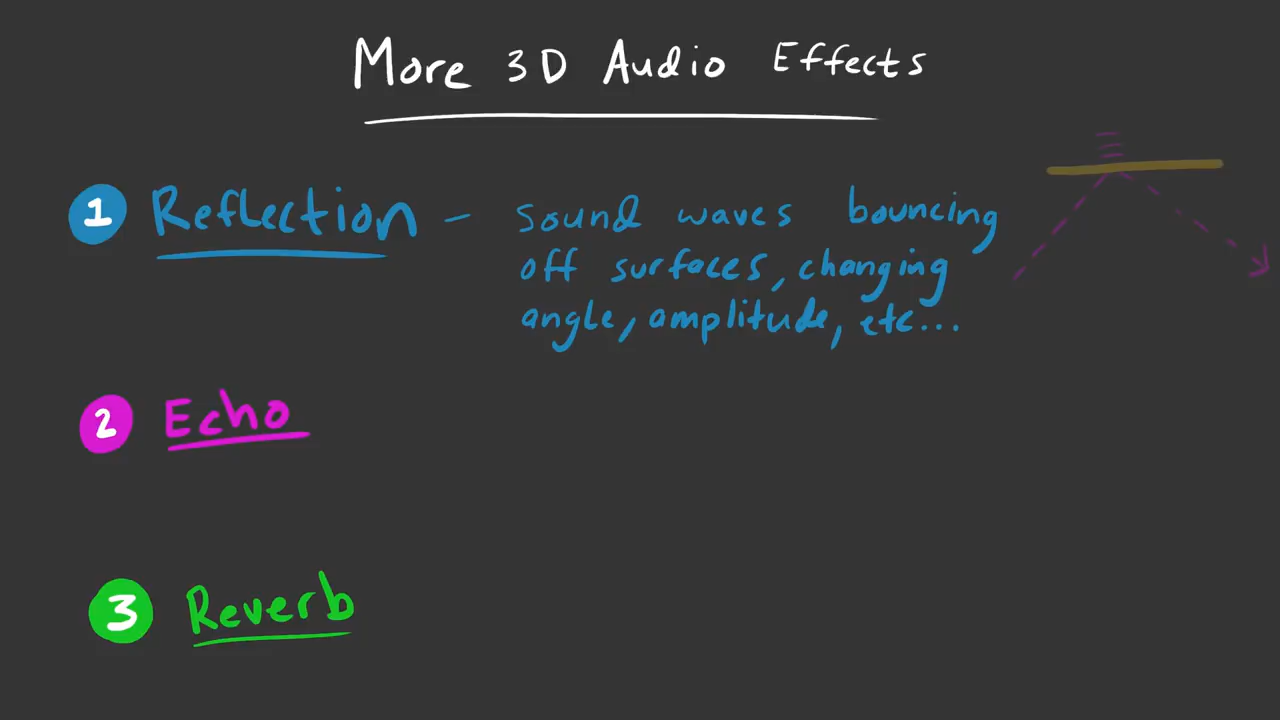 More 3D Audio Effects
1 Reflection - sound waves bouncing
off surfaces, changing
angle, amplitude, etc...
2 Echo
3 Reverb